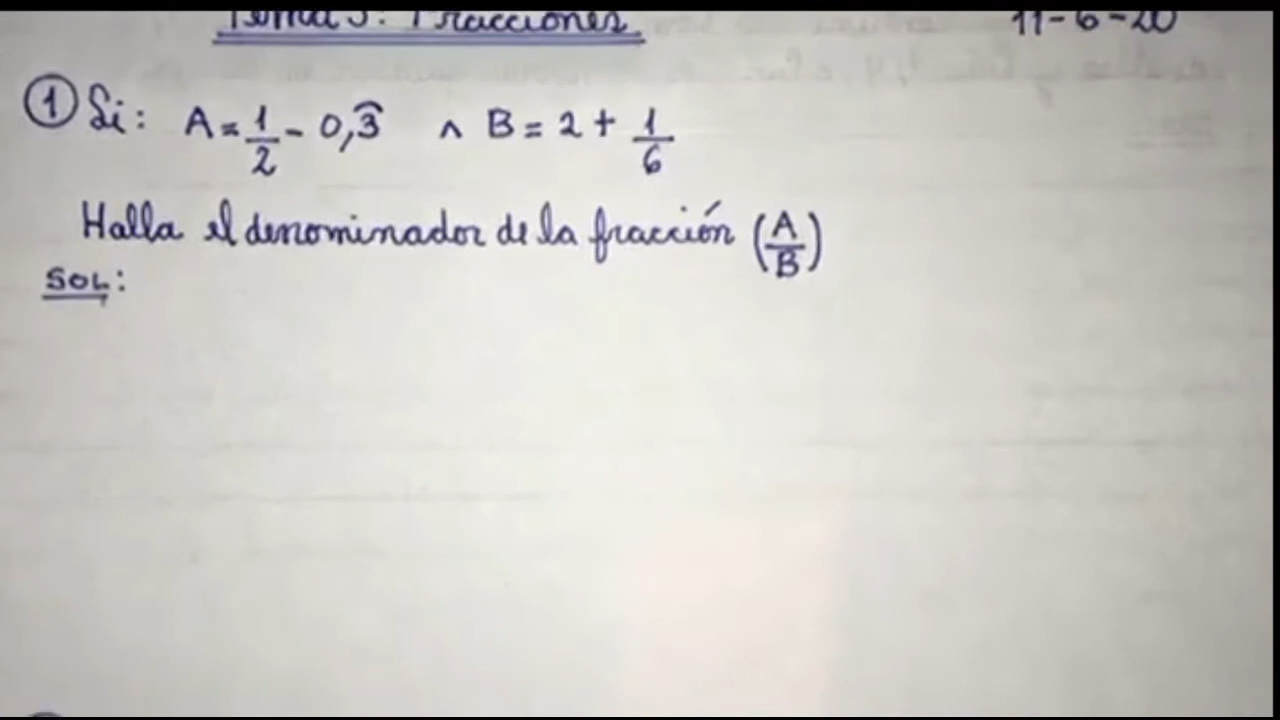 Tema 3: Fracciones 11-6-20
① Si: A = 1/2 - 0,3̑ ∧ B = 2 + 1/6
Halla el denominador de la fracción (A/B)
SOL: